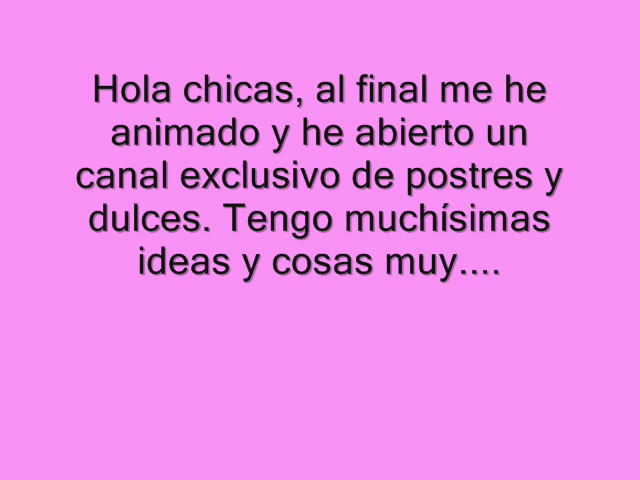 Hola chicas, al final me he
animado y he abierto un
canal exclusivo de postres y
dulces. Tengo muchísimas
ideas y cosas muy....